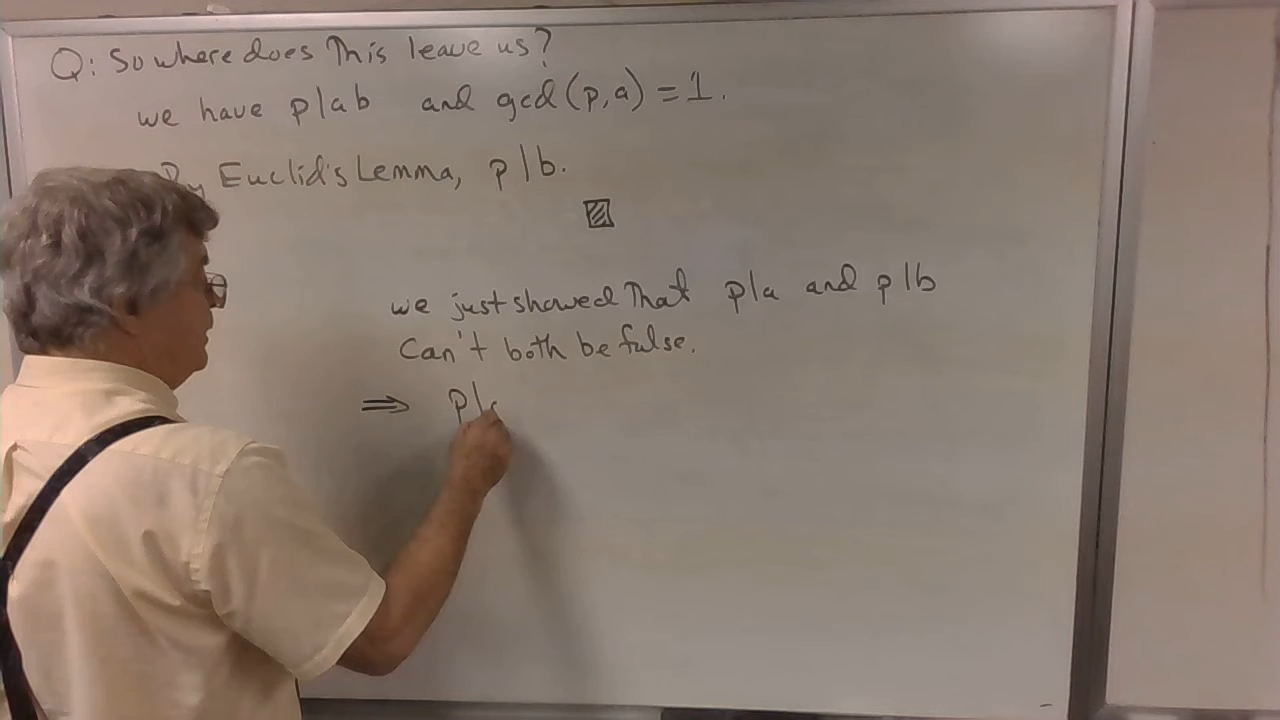 Q: So where does This leave us?
we have p|ab and gcd(p,a) = 1.
By Euclid's Lemma, p|b.
we just showed That p|a and p|b
Can't both be false.
⇒ p|